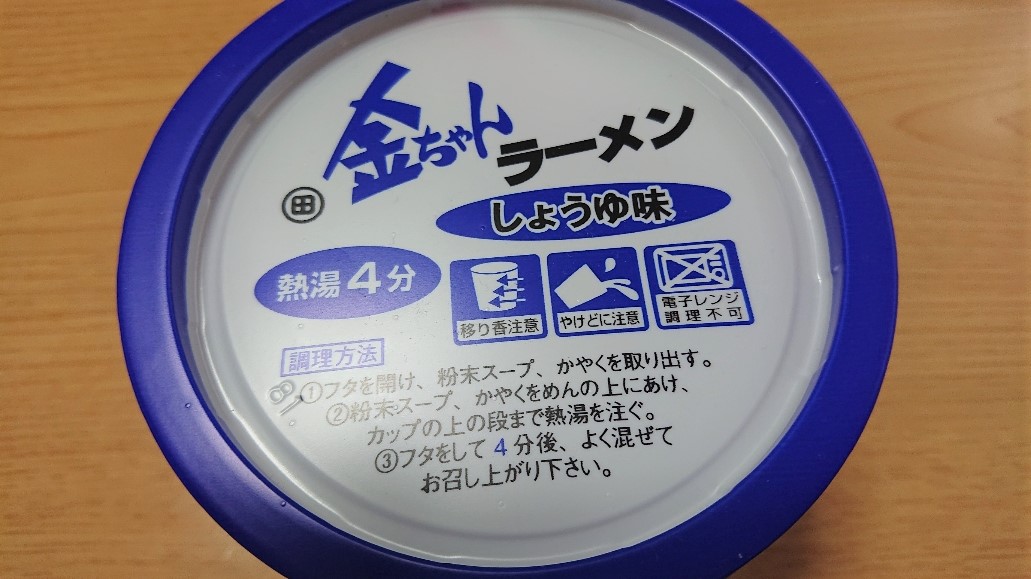 金ちゃん
ラーメン
田
しょうゆ味
熱湯4分
移り香注意
やけどに注意
電子レンジ
調理不可
調理方法
①フタを開け、粉末スープ、かやくを取り出す。
②粉末スープ、かやくをめんの上にあけ、
カップの上の段まで熱湯を注ぐ。
③フタをして4分後、よく混ぜて
お召し上がり下さい。